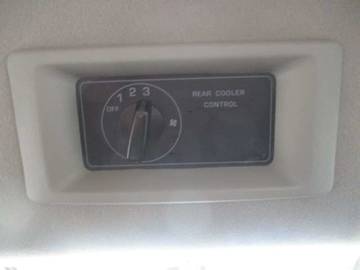 OFF 1 2 3
REAR COOLER
CONTROL